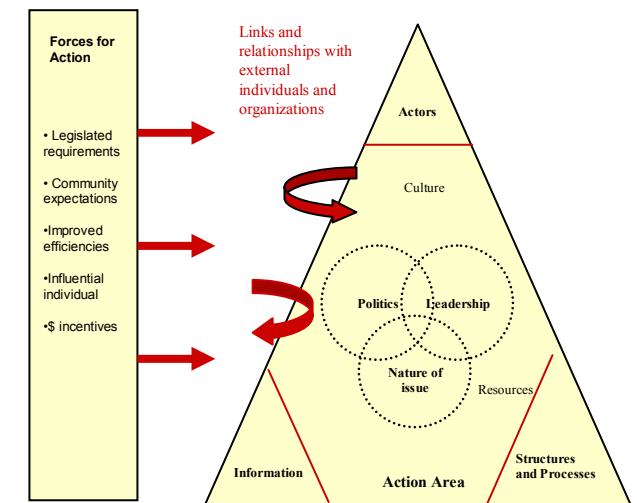 Forces for
Action
• Legislated
requirements
• Community
expectations
•Improved
efficiencies
•Influential
individual
•$ incentives
Links and
relationships with
external
individuals and
organizations
Actors
Culture
Politics
Leadership
Nature of
issue
Resources
Information
Action Area
Structures
and Processes